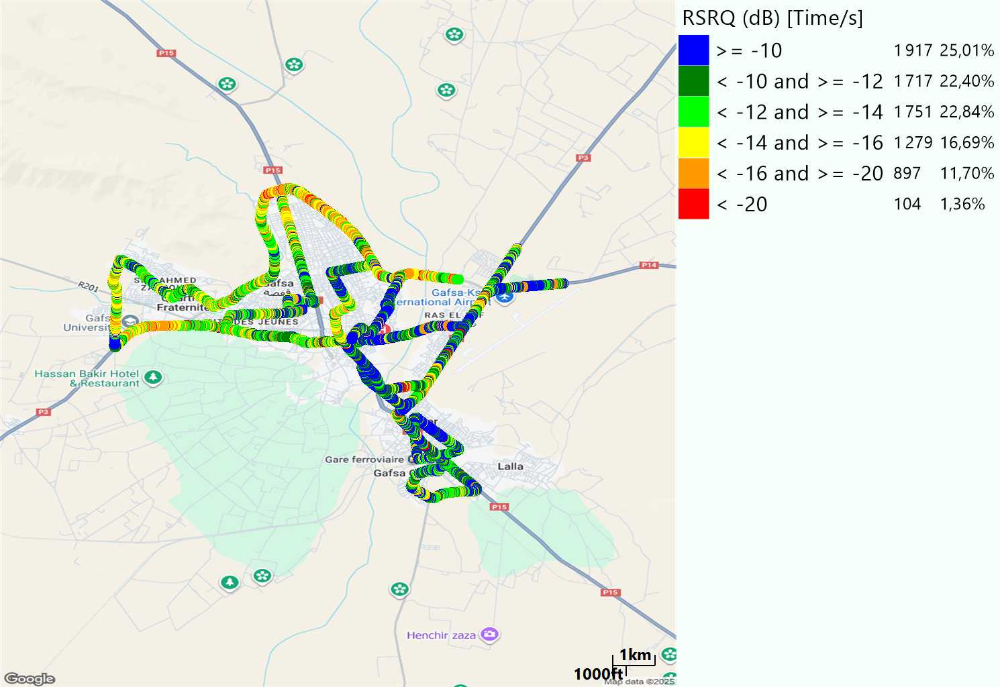 RSRQ (dB) [Time/s]
>= -10 1 917 25,01%
< -10 and >= -12 1 717 22,40%
< -12 and >= -14 1 751 22,84%
< -14 and >= -16 1 279 16,69%
< -16 and >= -20 897 11,70%
< -20 104 1,36%
P15
P3
P15
P14
R201
Gafsa
قفصة
Fraternité
Gafsa-Ks
ternational Airport
RAS EL
DES JEUNES
Hassan Bakir Hotel
& Restaurant
P3
Gare ferroviaire
Gafsa
Lalla
P15
P15
Henchir zaza
1km
1000ft
Google
Map data ©2025